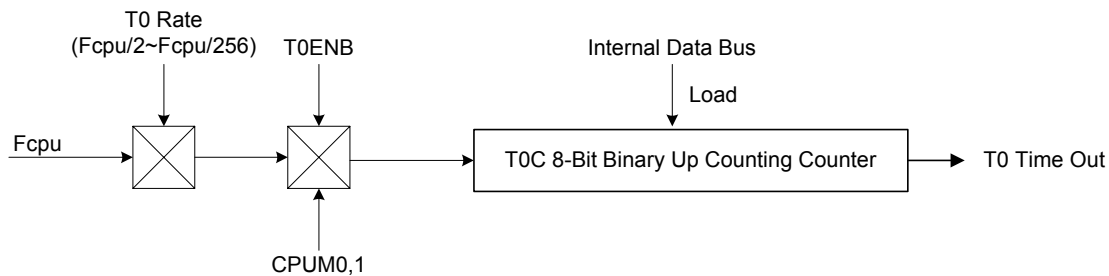 T0 Rate
(Fcpu/2~Fcpu/256)
T0ENB
Internal Data Bus
Load
Fcpu
T0C 8-Bit Binary Up Counting Counter
T0 Time Out
CPUM0,1